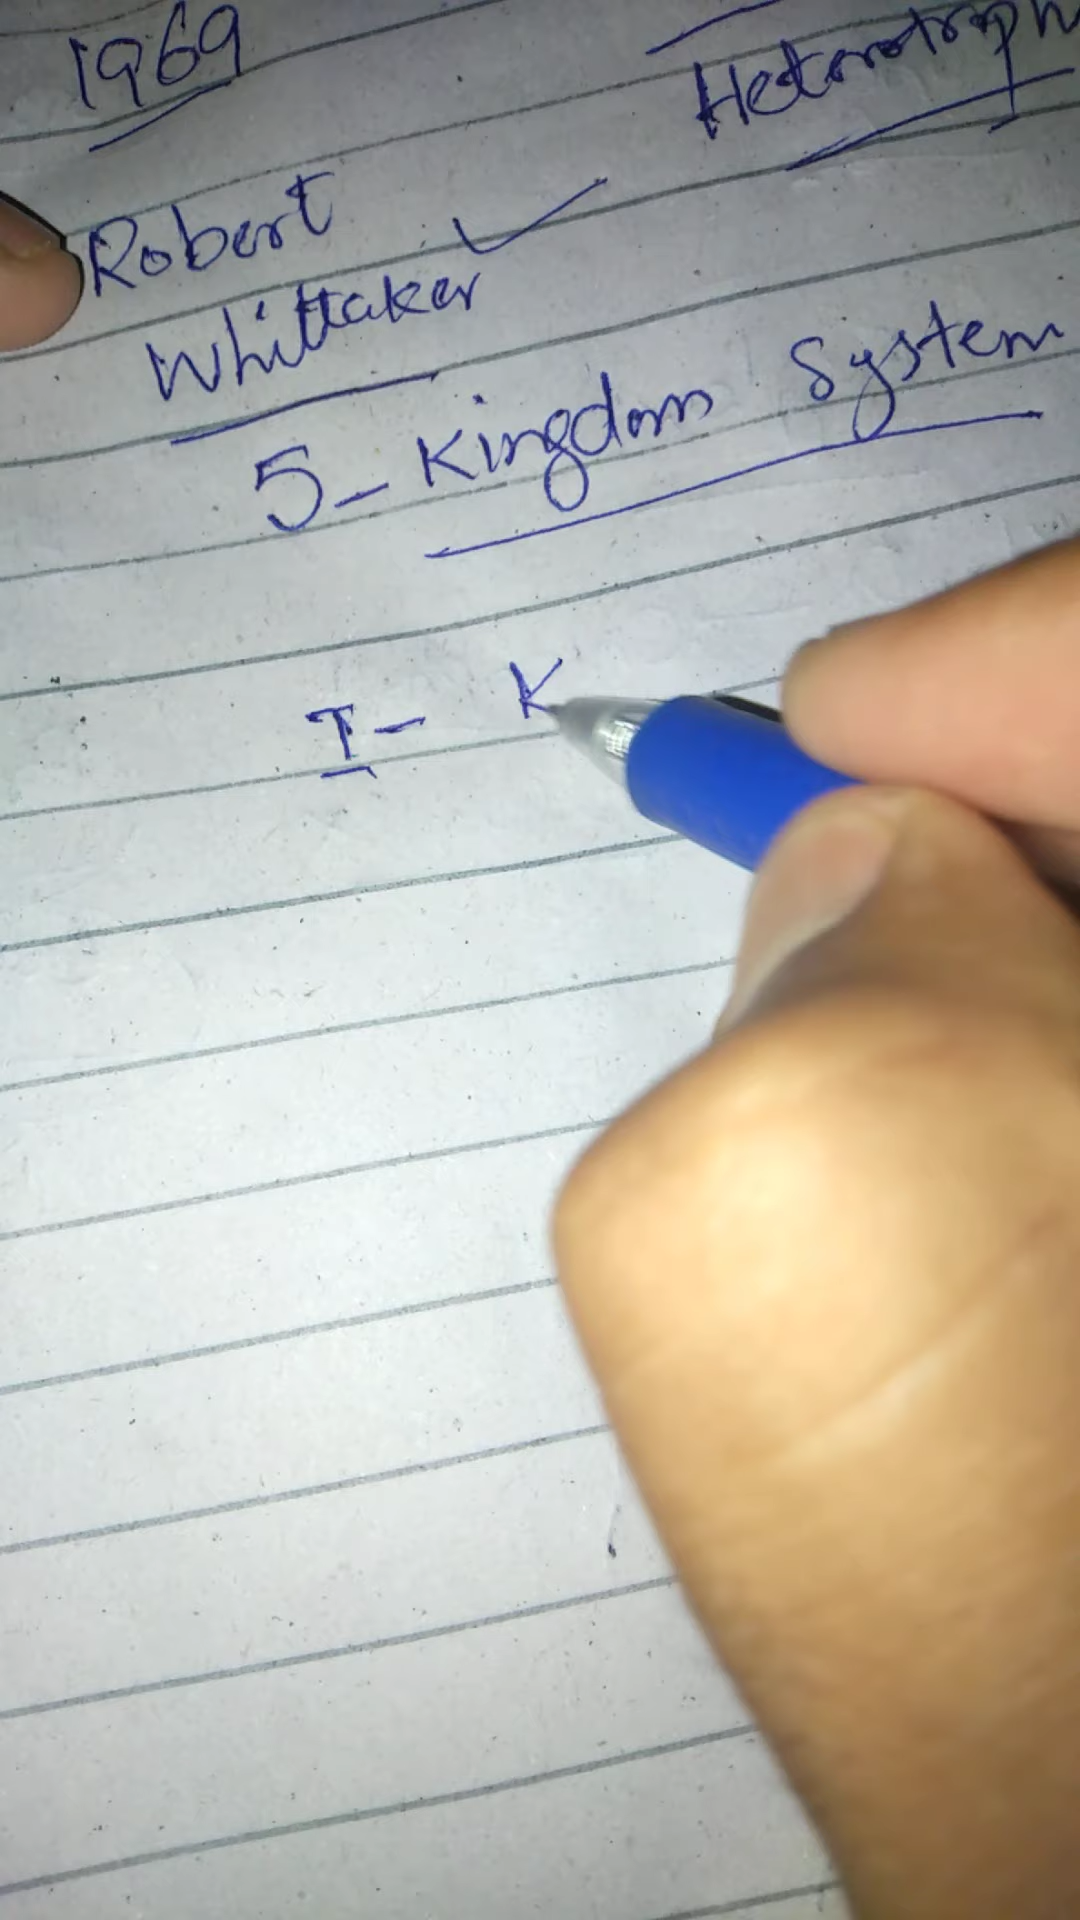 1969
Heterotroph
Robert
Whittaker
5- Kingdom System
I- K